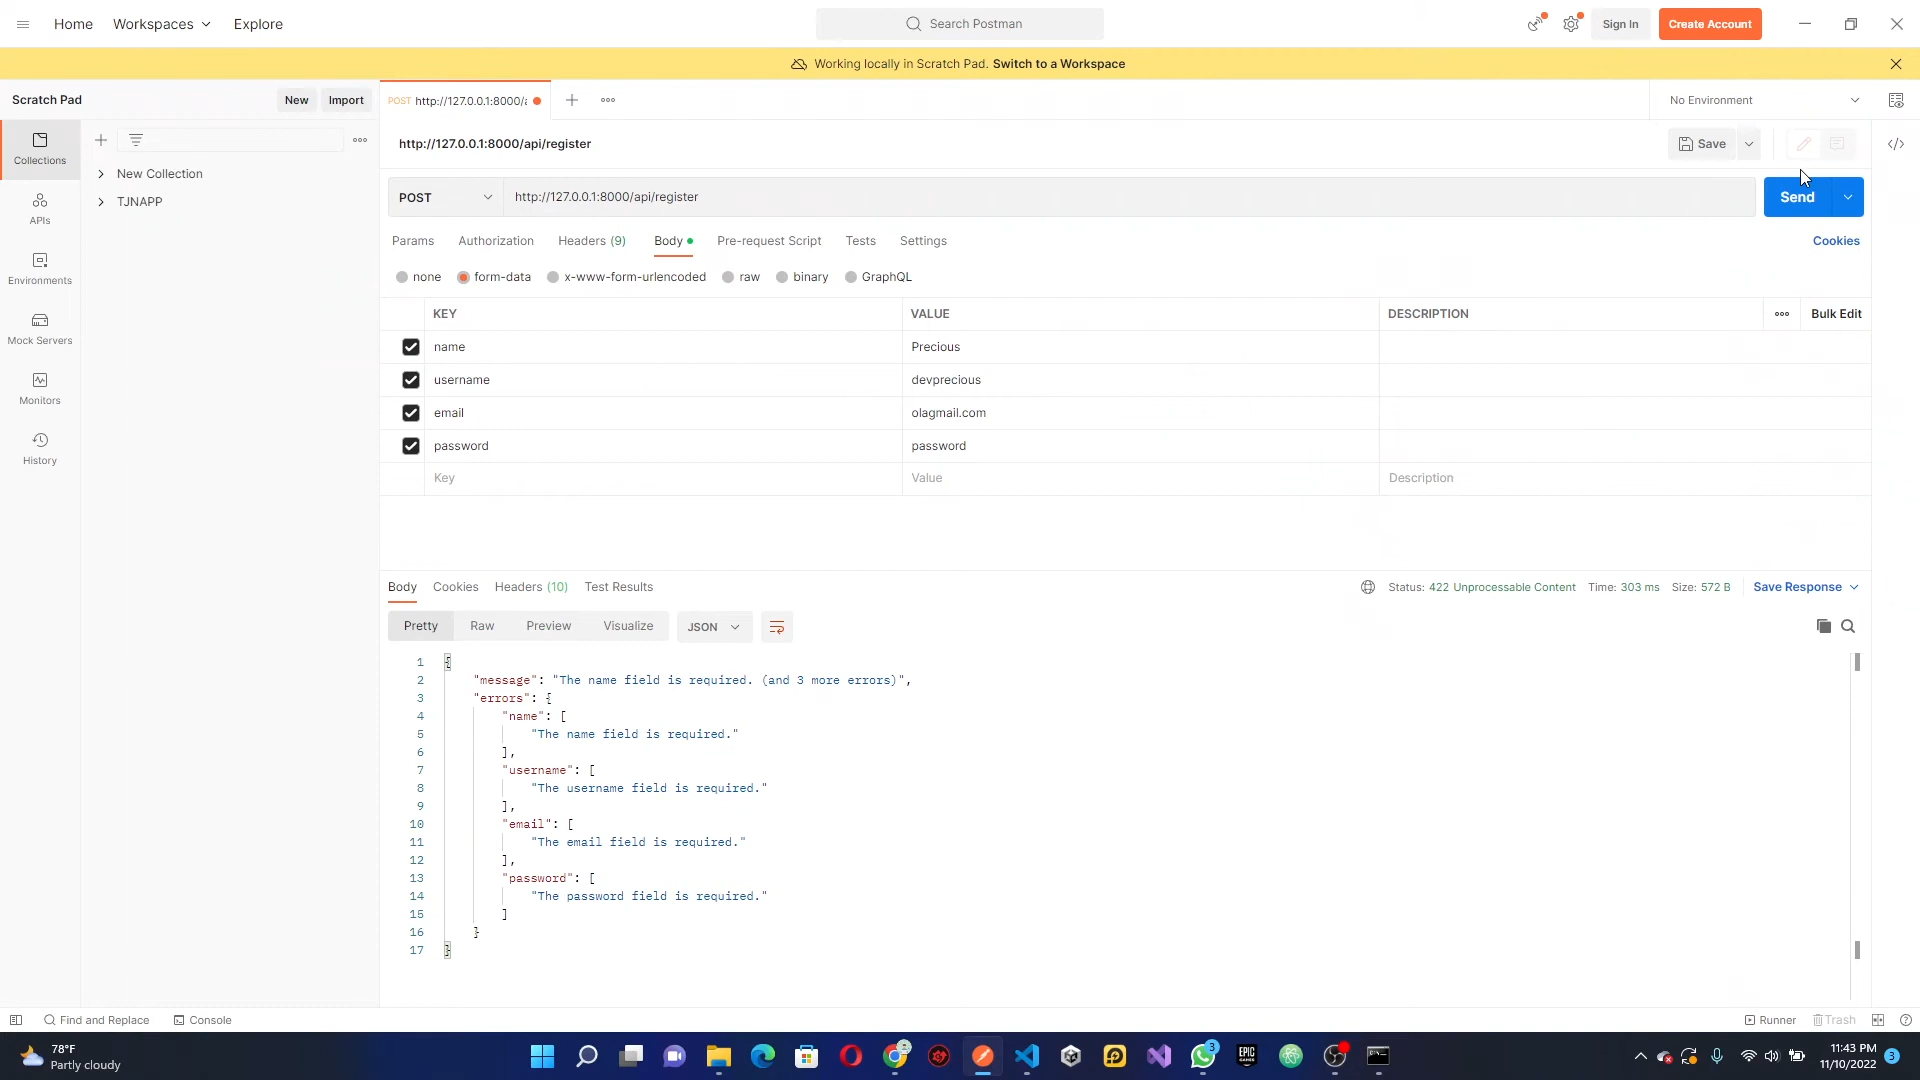 Home Workspaces Explore Search Postman Sign In Create Account
Working locally in Scratch Pad. Switch to a Workspace
Scratch Pad New Import POST http://127.0.0.1:8000/a No Environment
http://127.0.0.1:8000/api/register Save
Collections
New Collection
TJNAPP
APIs
Environments
Mock Servers
Monitors
History
POST http://127.0.0.1:8000/api/register Send
Params Authorization Headers (9) Body Pre-request Script Tests Settings Cookies
none form-data x-www-form-urlencoded raw binary GraphQL
KEY VALUE DESCRIPTION Bulk Edit
name Precious
username devprecious
email olagmail.com
password password
Key Value Description
Body Cookies Headers (10) Test Results Status: 422 Unprocessable Content Time: 303 ms Size: 572 B Save Response
Pretty Raw Preview Visualize JSON
1 {
2 "message": "The name field is required. (and 3 more errors)",
3 "errors": {
4 "name": [
5 "The name field is required."
6 ],
7 "username": [
8 "The username field is required."
9 ],
10 "email": [
11 "The email field is required."
12 ],
13 "password": [
14 "The password field is required."
15 ]
16 }
17 }
Find and Replace Console Runner Trash
78°F
Partly cloudy
3
EPIC GAMES
11:43 PM
11/10/2022
3